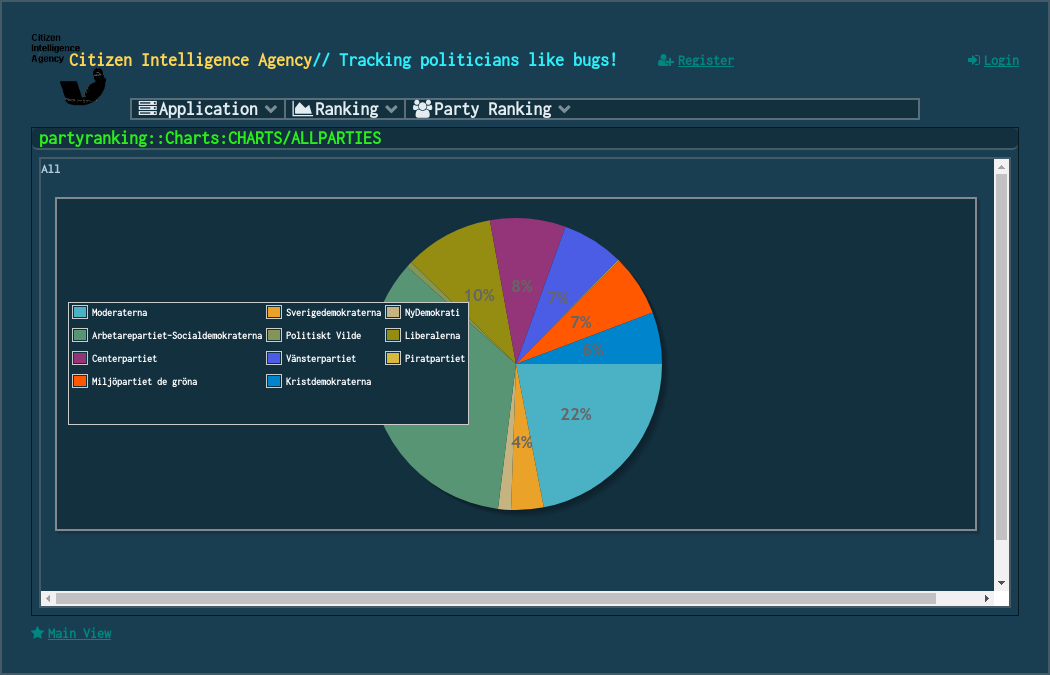 Citizen
Intelligence
Agency
Citizen Intelligence Agency// Tracking politicians like bugs!
Register
Login
Application
Ranking
Party Ranking
partyranking::Charts:CHARTS/ALLPARTIES
All
10%
8%
7%
7%
6%
22%
4%
Moderaterna
Sverigedemokraterna
NyDemokrati
Arbetarepartiet-Socialdemokraterna
Politiskt Vilde
Liberalerna
Centerpartiet
Vänsterpartiet
Piratpartiet
Miljöpartiet de gröna
Kristdemokraterna
Main View